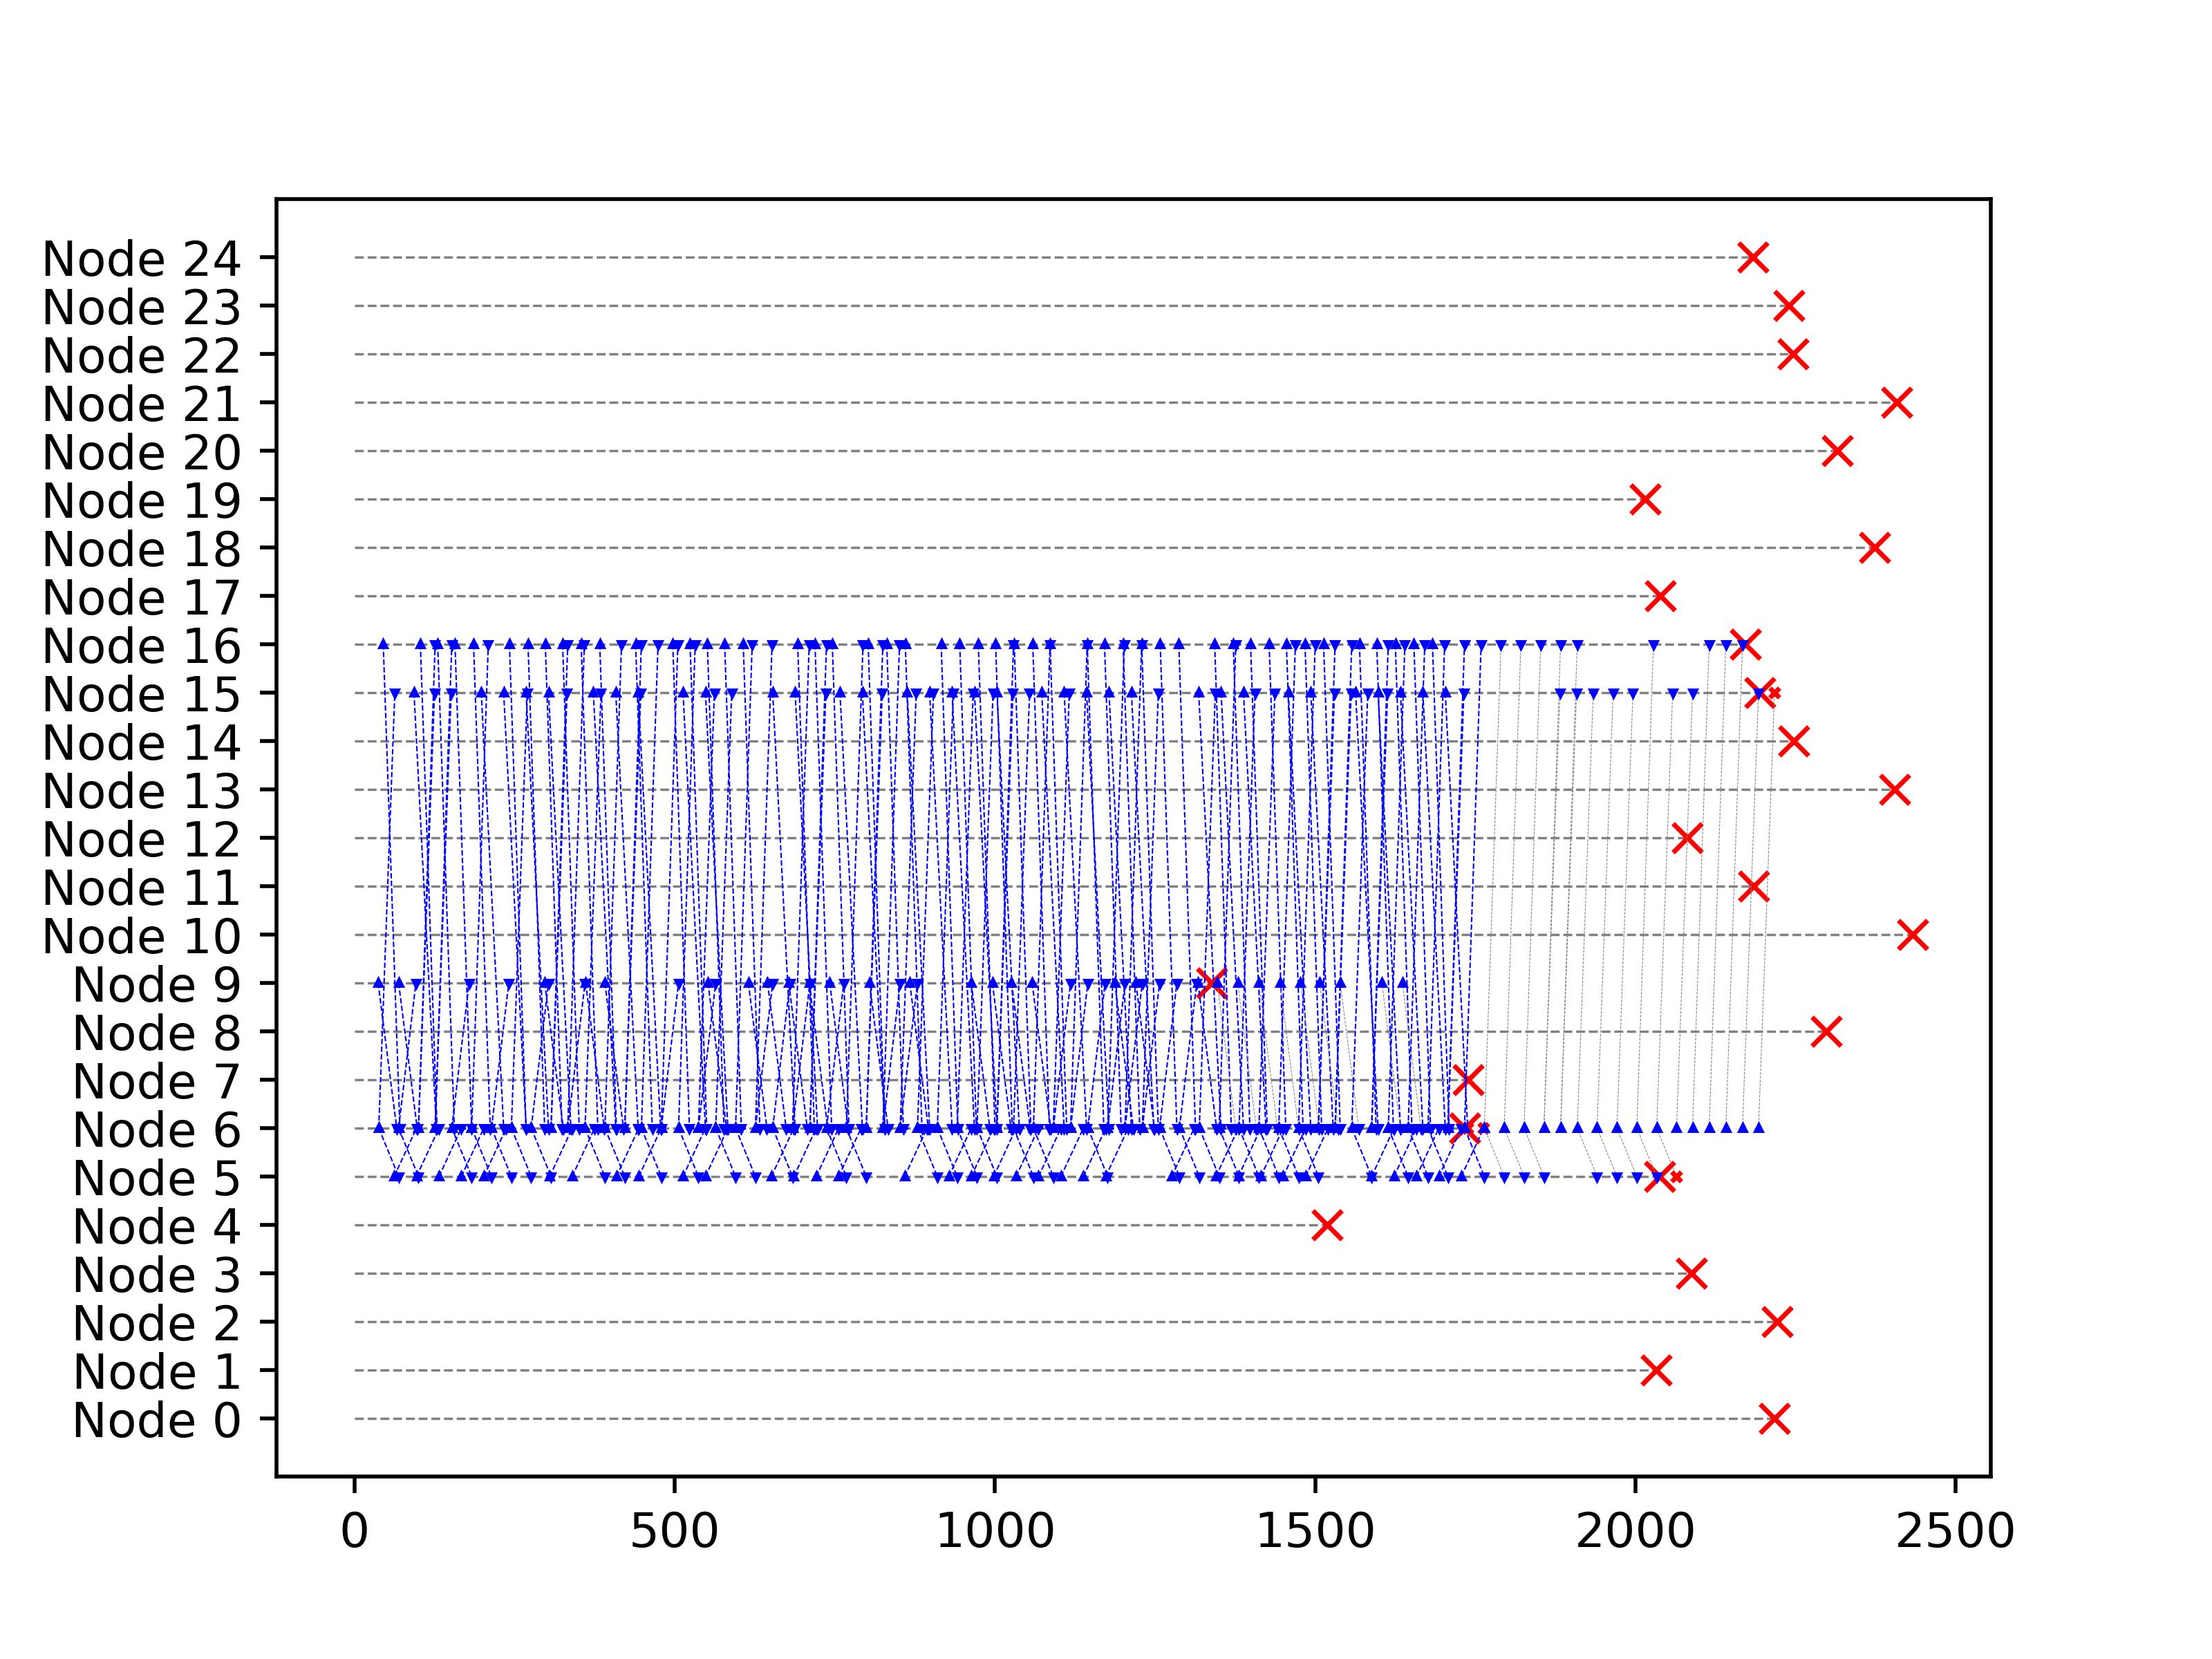 Node 24
Node 23
Node 22
Node 21
Node 20
Node 19
Node 18
Node 17
Node 16
Node 15
Node 14
Node 13
Node 12
Node 11
Node 10
Node 9
Node 8
Node 7
Node 6
Node 5
Node 4
Node 3
Node 2
Node 1
Node 0
0 500 1000 1500 2000 2500